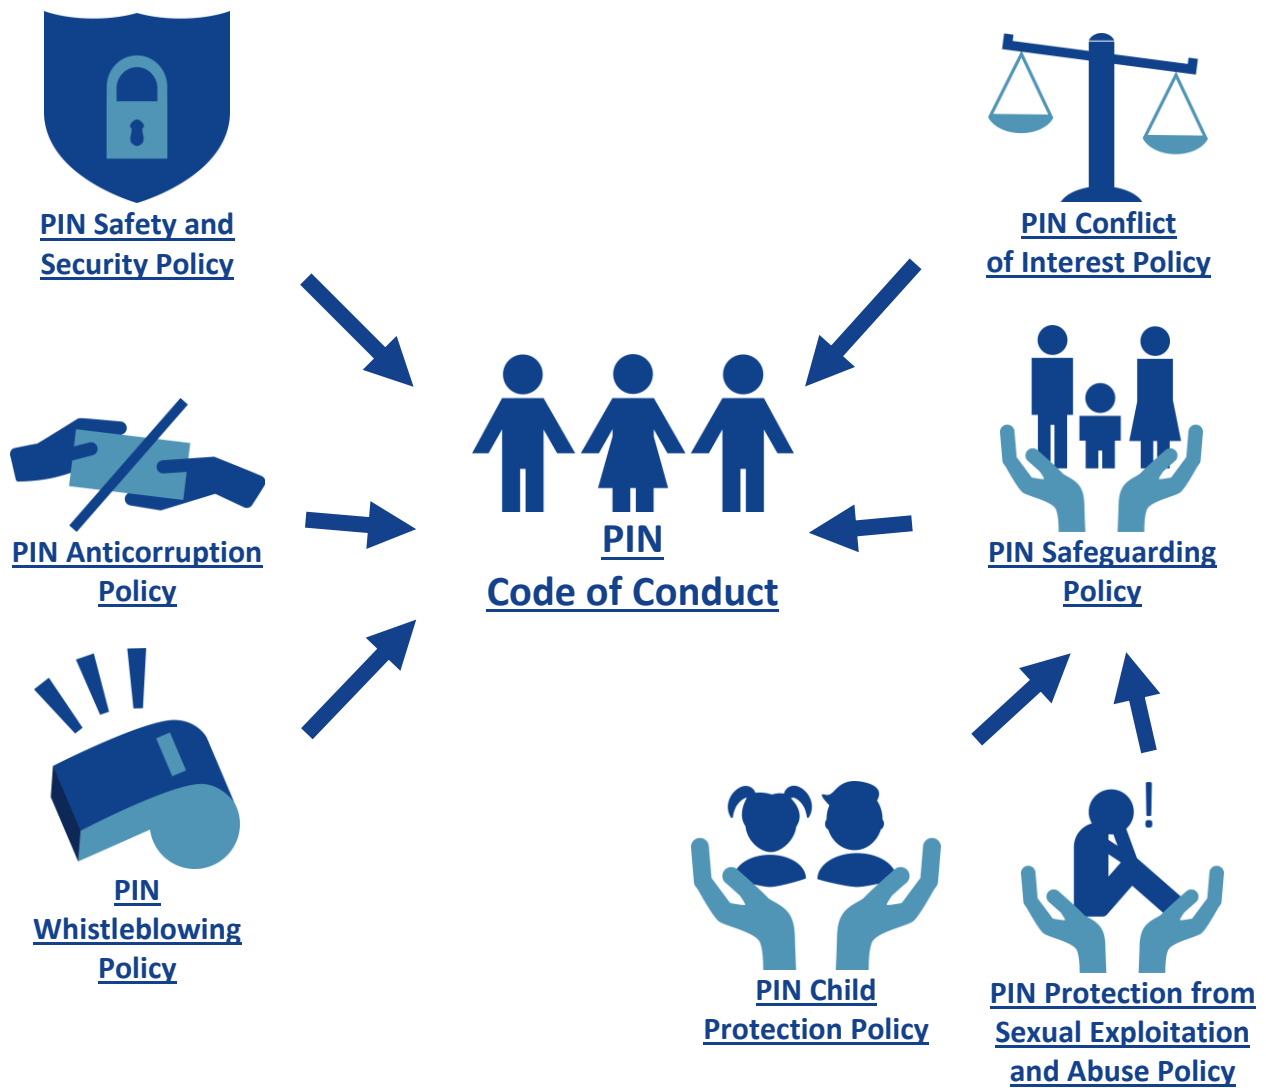 PIN Safety and
Security Policy
PIN Conflict
of Interest Policy
PIN Anticorruption
Policy
PIN
Code of Conduct
PIN Safeguarding
Policy
PIN
Whistleblowing
Policy
PIN Child
Protection Policy
PIN Protection from
Sexual Exploitation
and Abuse Policy
!